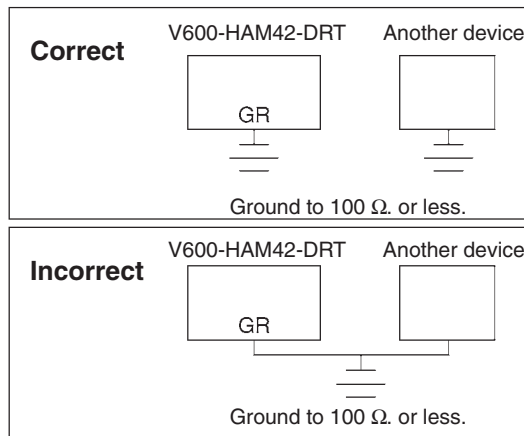 V600-HAM42-DRT Another device
Correct
GR
Ground to 100 Ω. or less.
V600-HAM42-DRT Another device
Incorrect
GR
Ground to 100 Ω. or less.